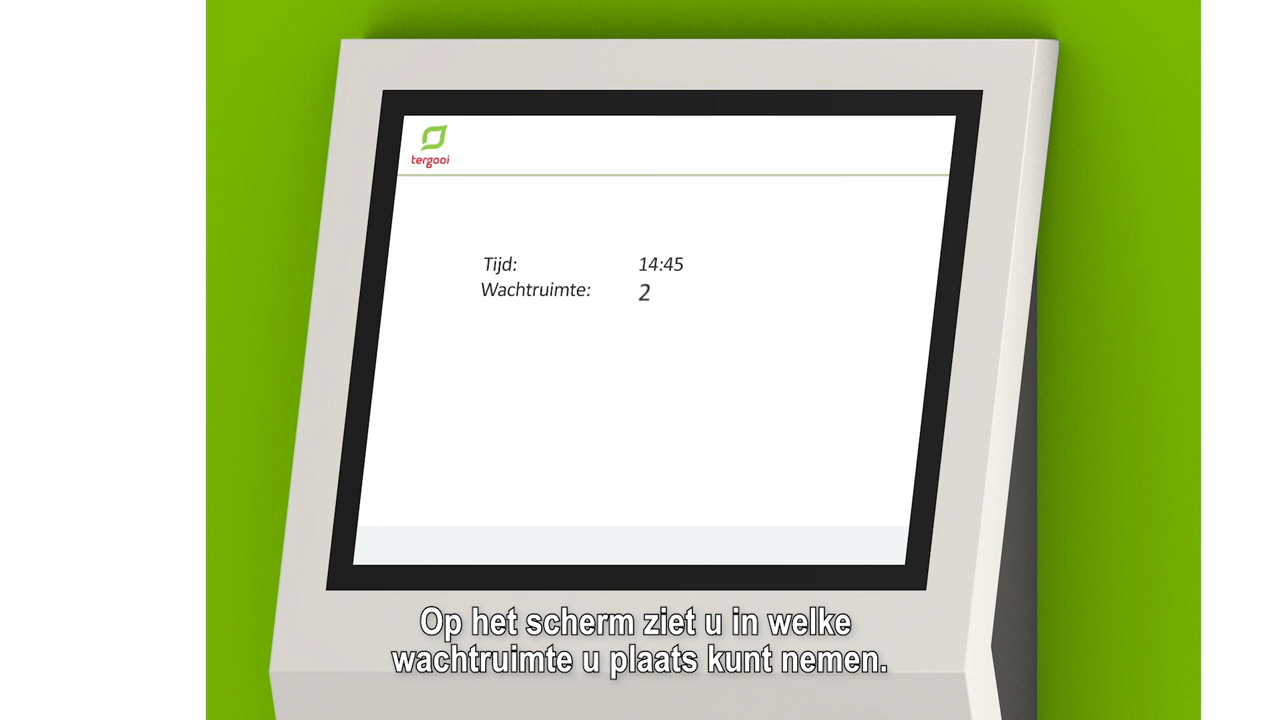 tergooi
Tijd: 14:45
Wachtruimte: 2
Op het scherm ziet u in welke
wachtruimte u plaats kunt nemen.